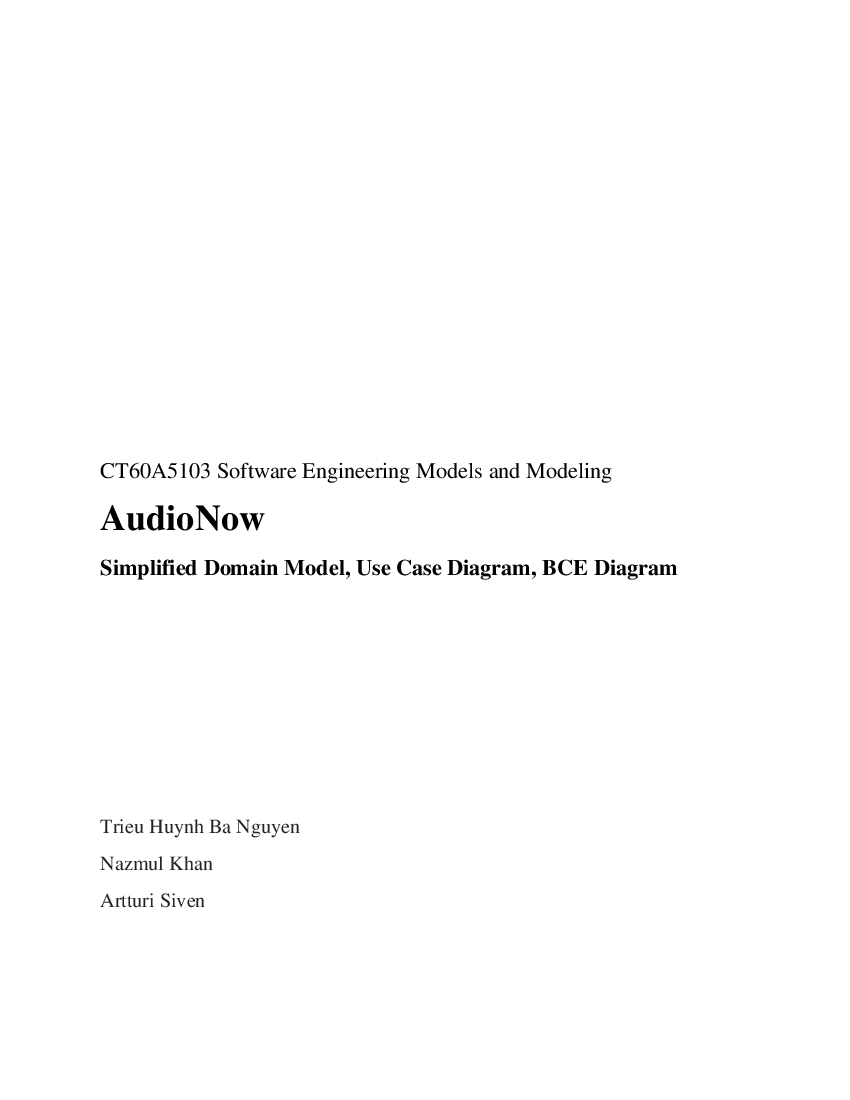 CT60A5103 Software Engineering Models and Modeling
AudioNow
Simplified Domain Model, Use Case Diagram, BCE Diagram
Trieu Huynh Ba Nguyen
Nazmul Khan
Artturi Siven